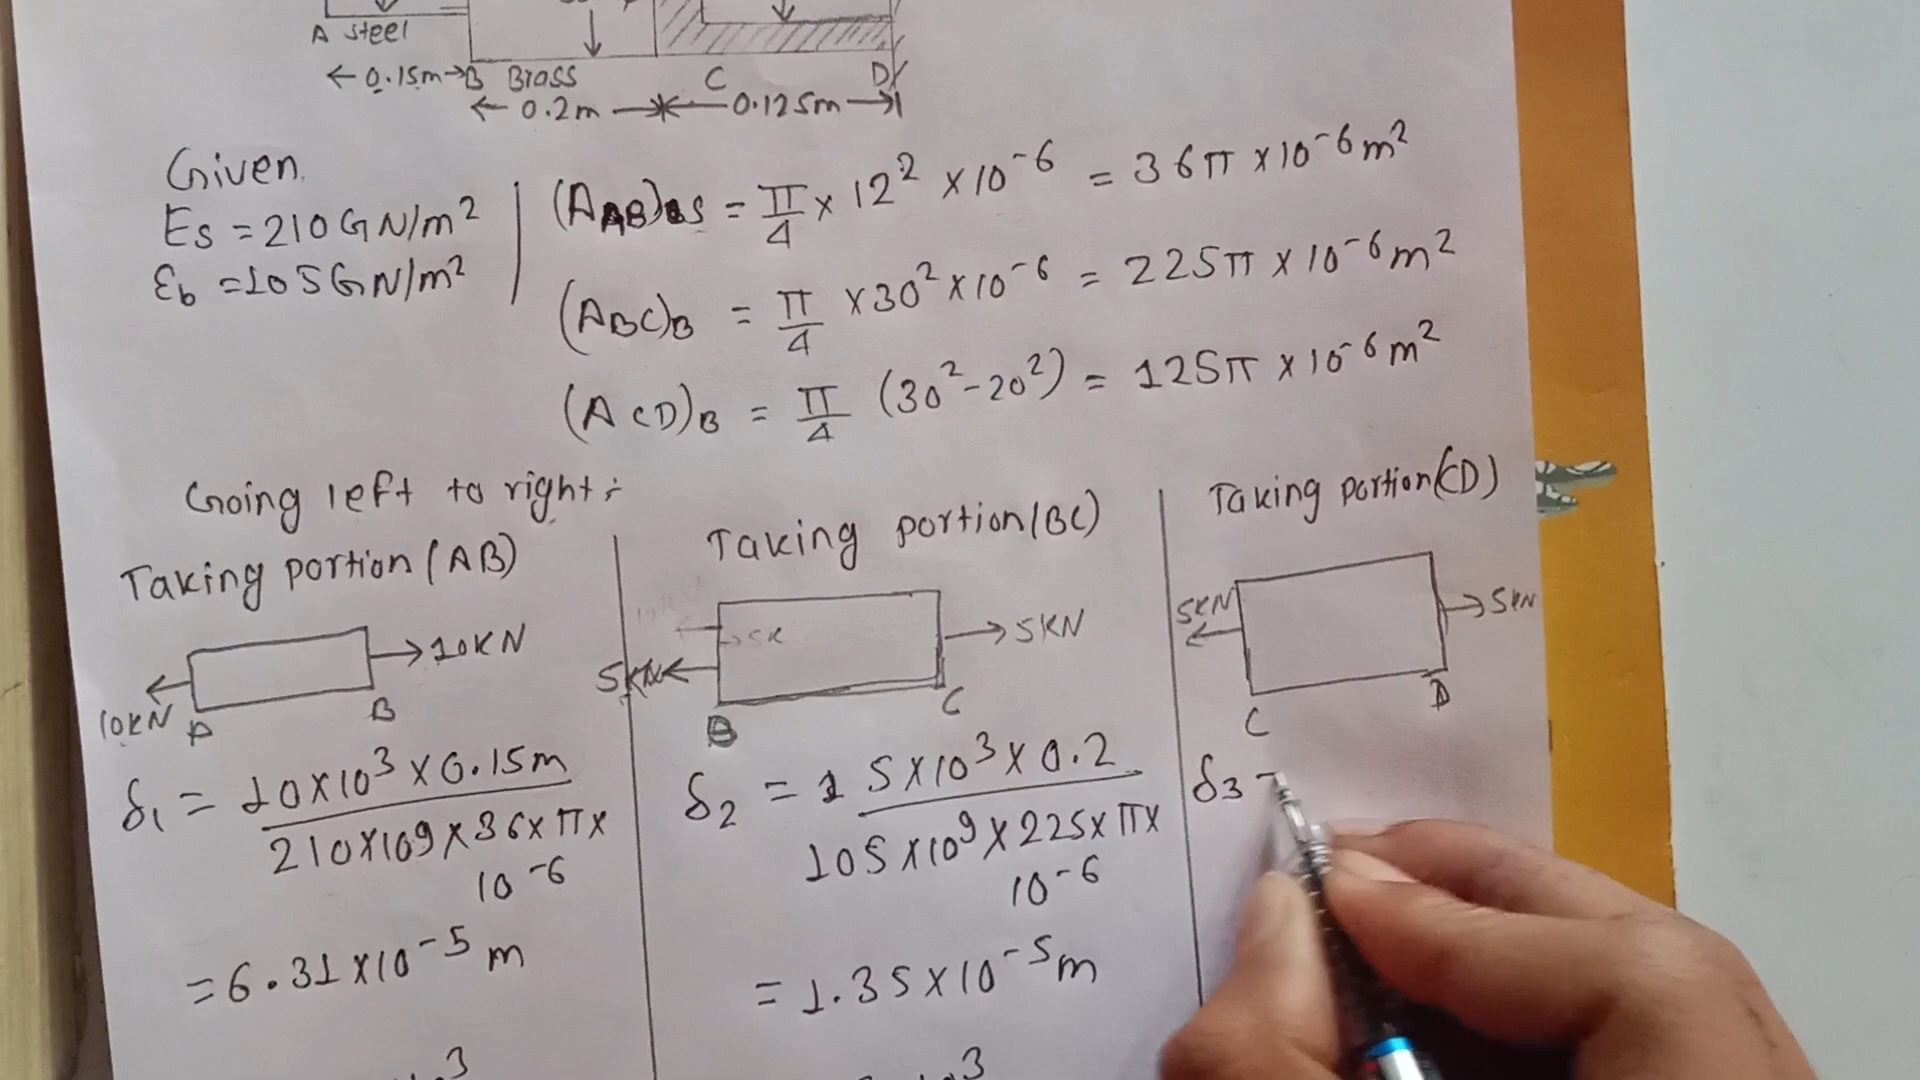 A steel
←0.15m→B Brass C D
←0.2m→←0.125m→
Given.
Es = 210GN/m²
Eb = 105GN/m²
(AAB)s = π/4 × 12² × 10⁻⁶ = 36π × 10⁻⁶ m²
(ABC)B = π/4 × 30² × 10⁻⁶ = 225π × 10⁻⁶ m²
(ACD)B = π/4 (30² - 20²) = 125π × 10⁻⁶ m²
Going left to right:
Taking portion (AB)
10KN
10KN A B
δ₁ = 10×10³×0.15m / 210×109×36×π×10⁻⁶
= 6.31×10⁻⁵ m
Taking portion (BC)
5KN
5KN
B C
δ₂ = 5×10³×0.2 / 105×10⁹×225×π×10⁻⁶
= 1.35×10⁻⁵ m
Taking portion (CD)
5KN 5KN
C D
δ3 =